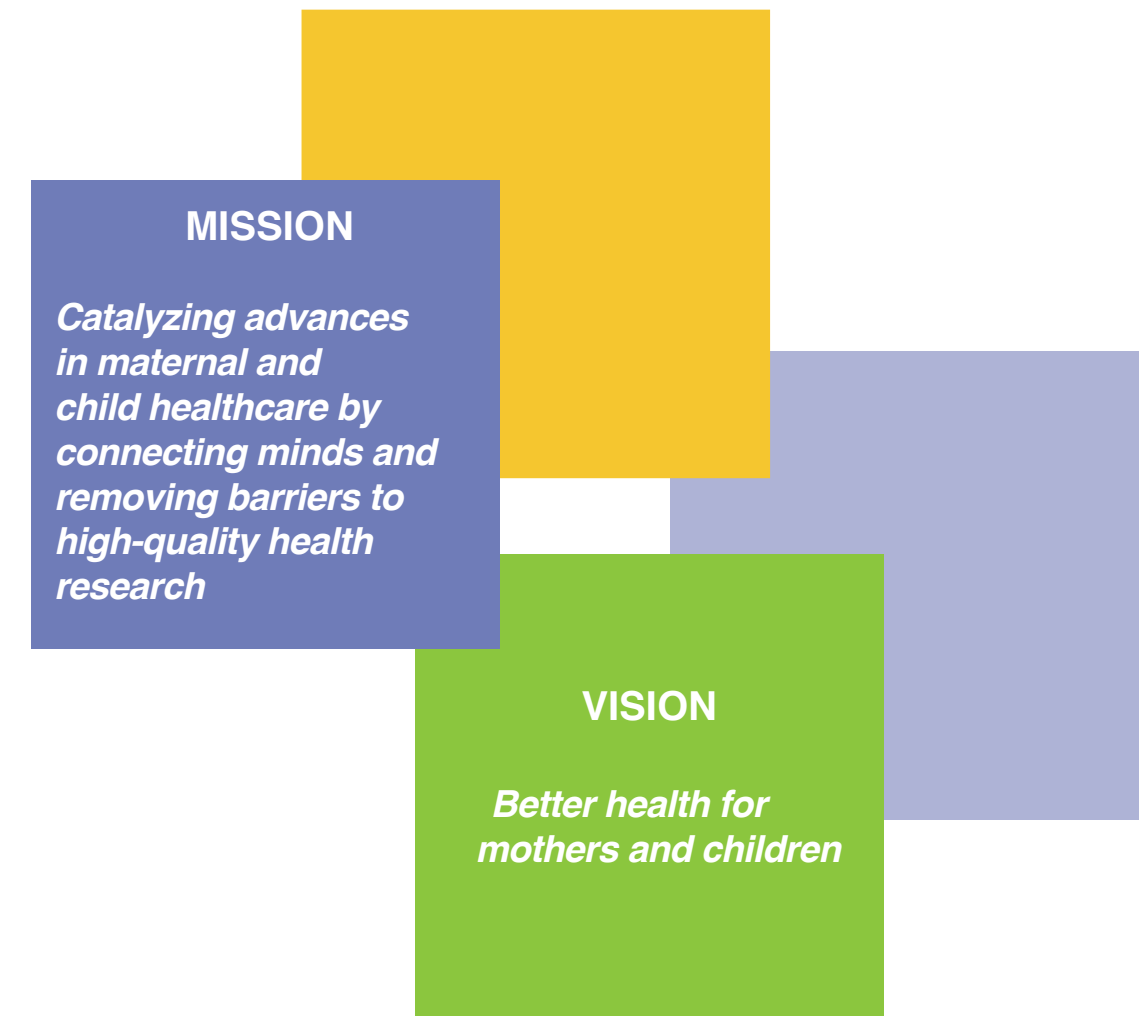 MISSION
Catalyzing advances
in maternal and
child healthcare by
connecting minds and
removing barriers to
high-quality health
research
VISION
Better health for
mothers and children